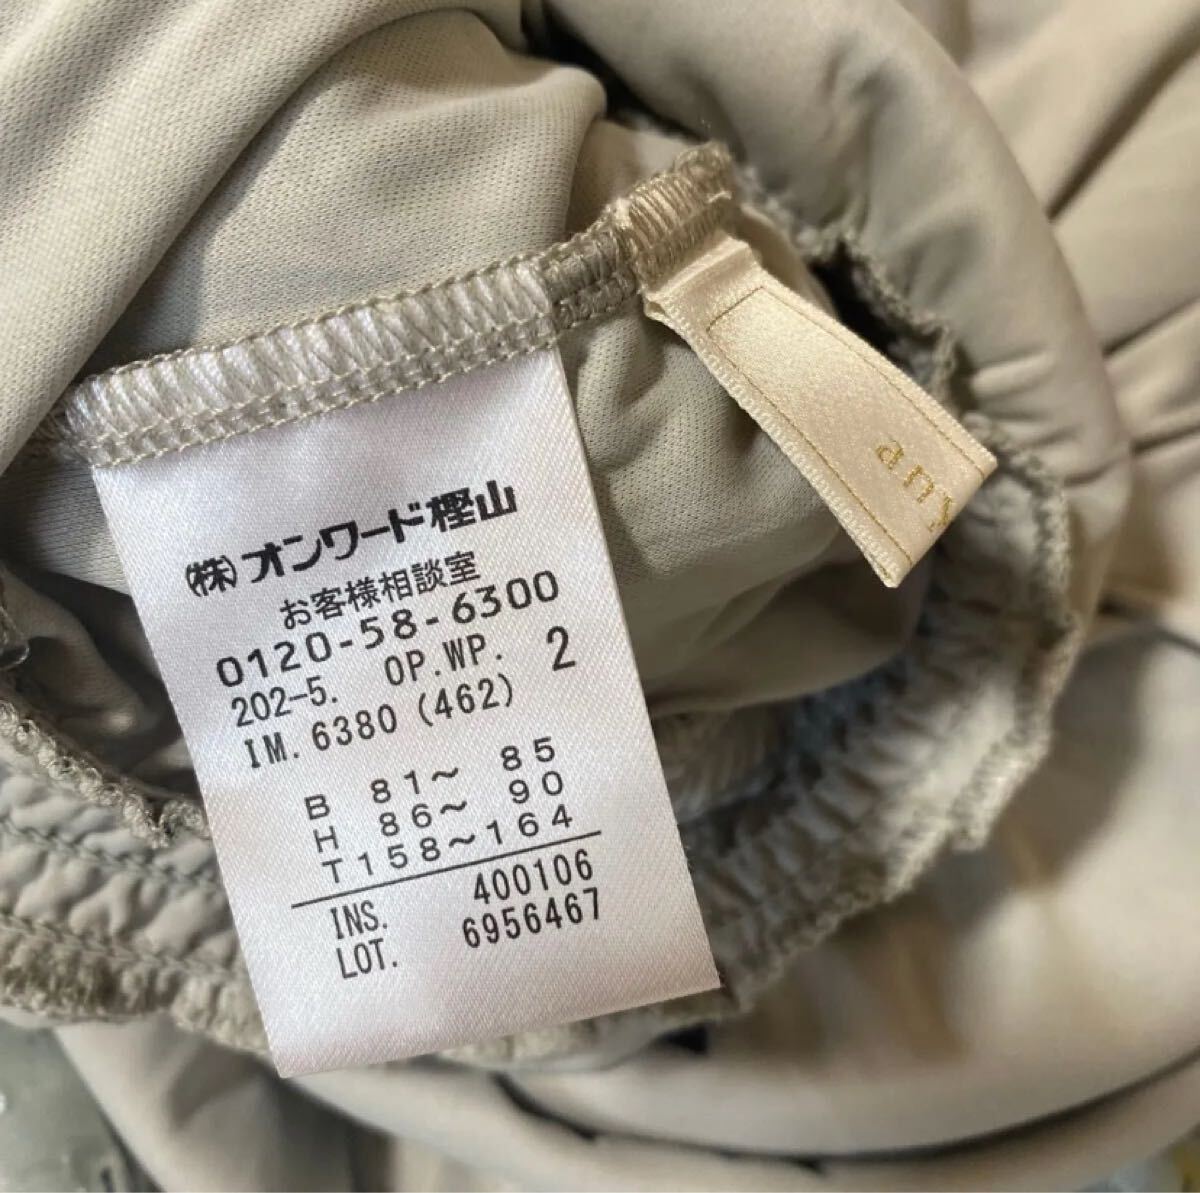 ㈱オンワード樫山
お客様相談室
0120-58-6300
202-5. OP.WP. 2
IM. 6380 (462)
B 81～ 85
H 86～ 90
T158～164
INS. 400106
LOT. 6956467
any